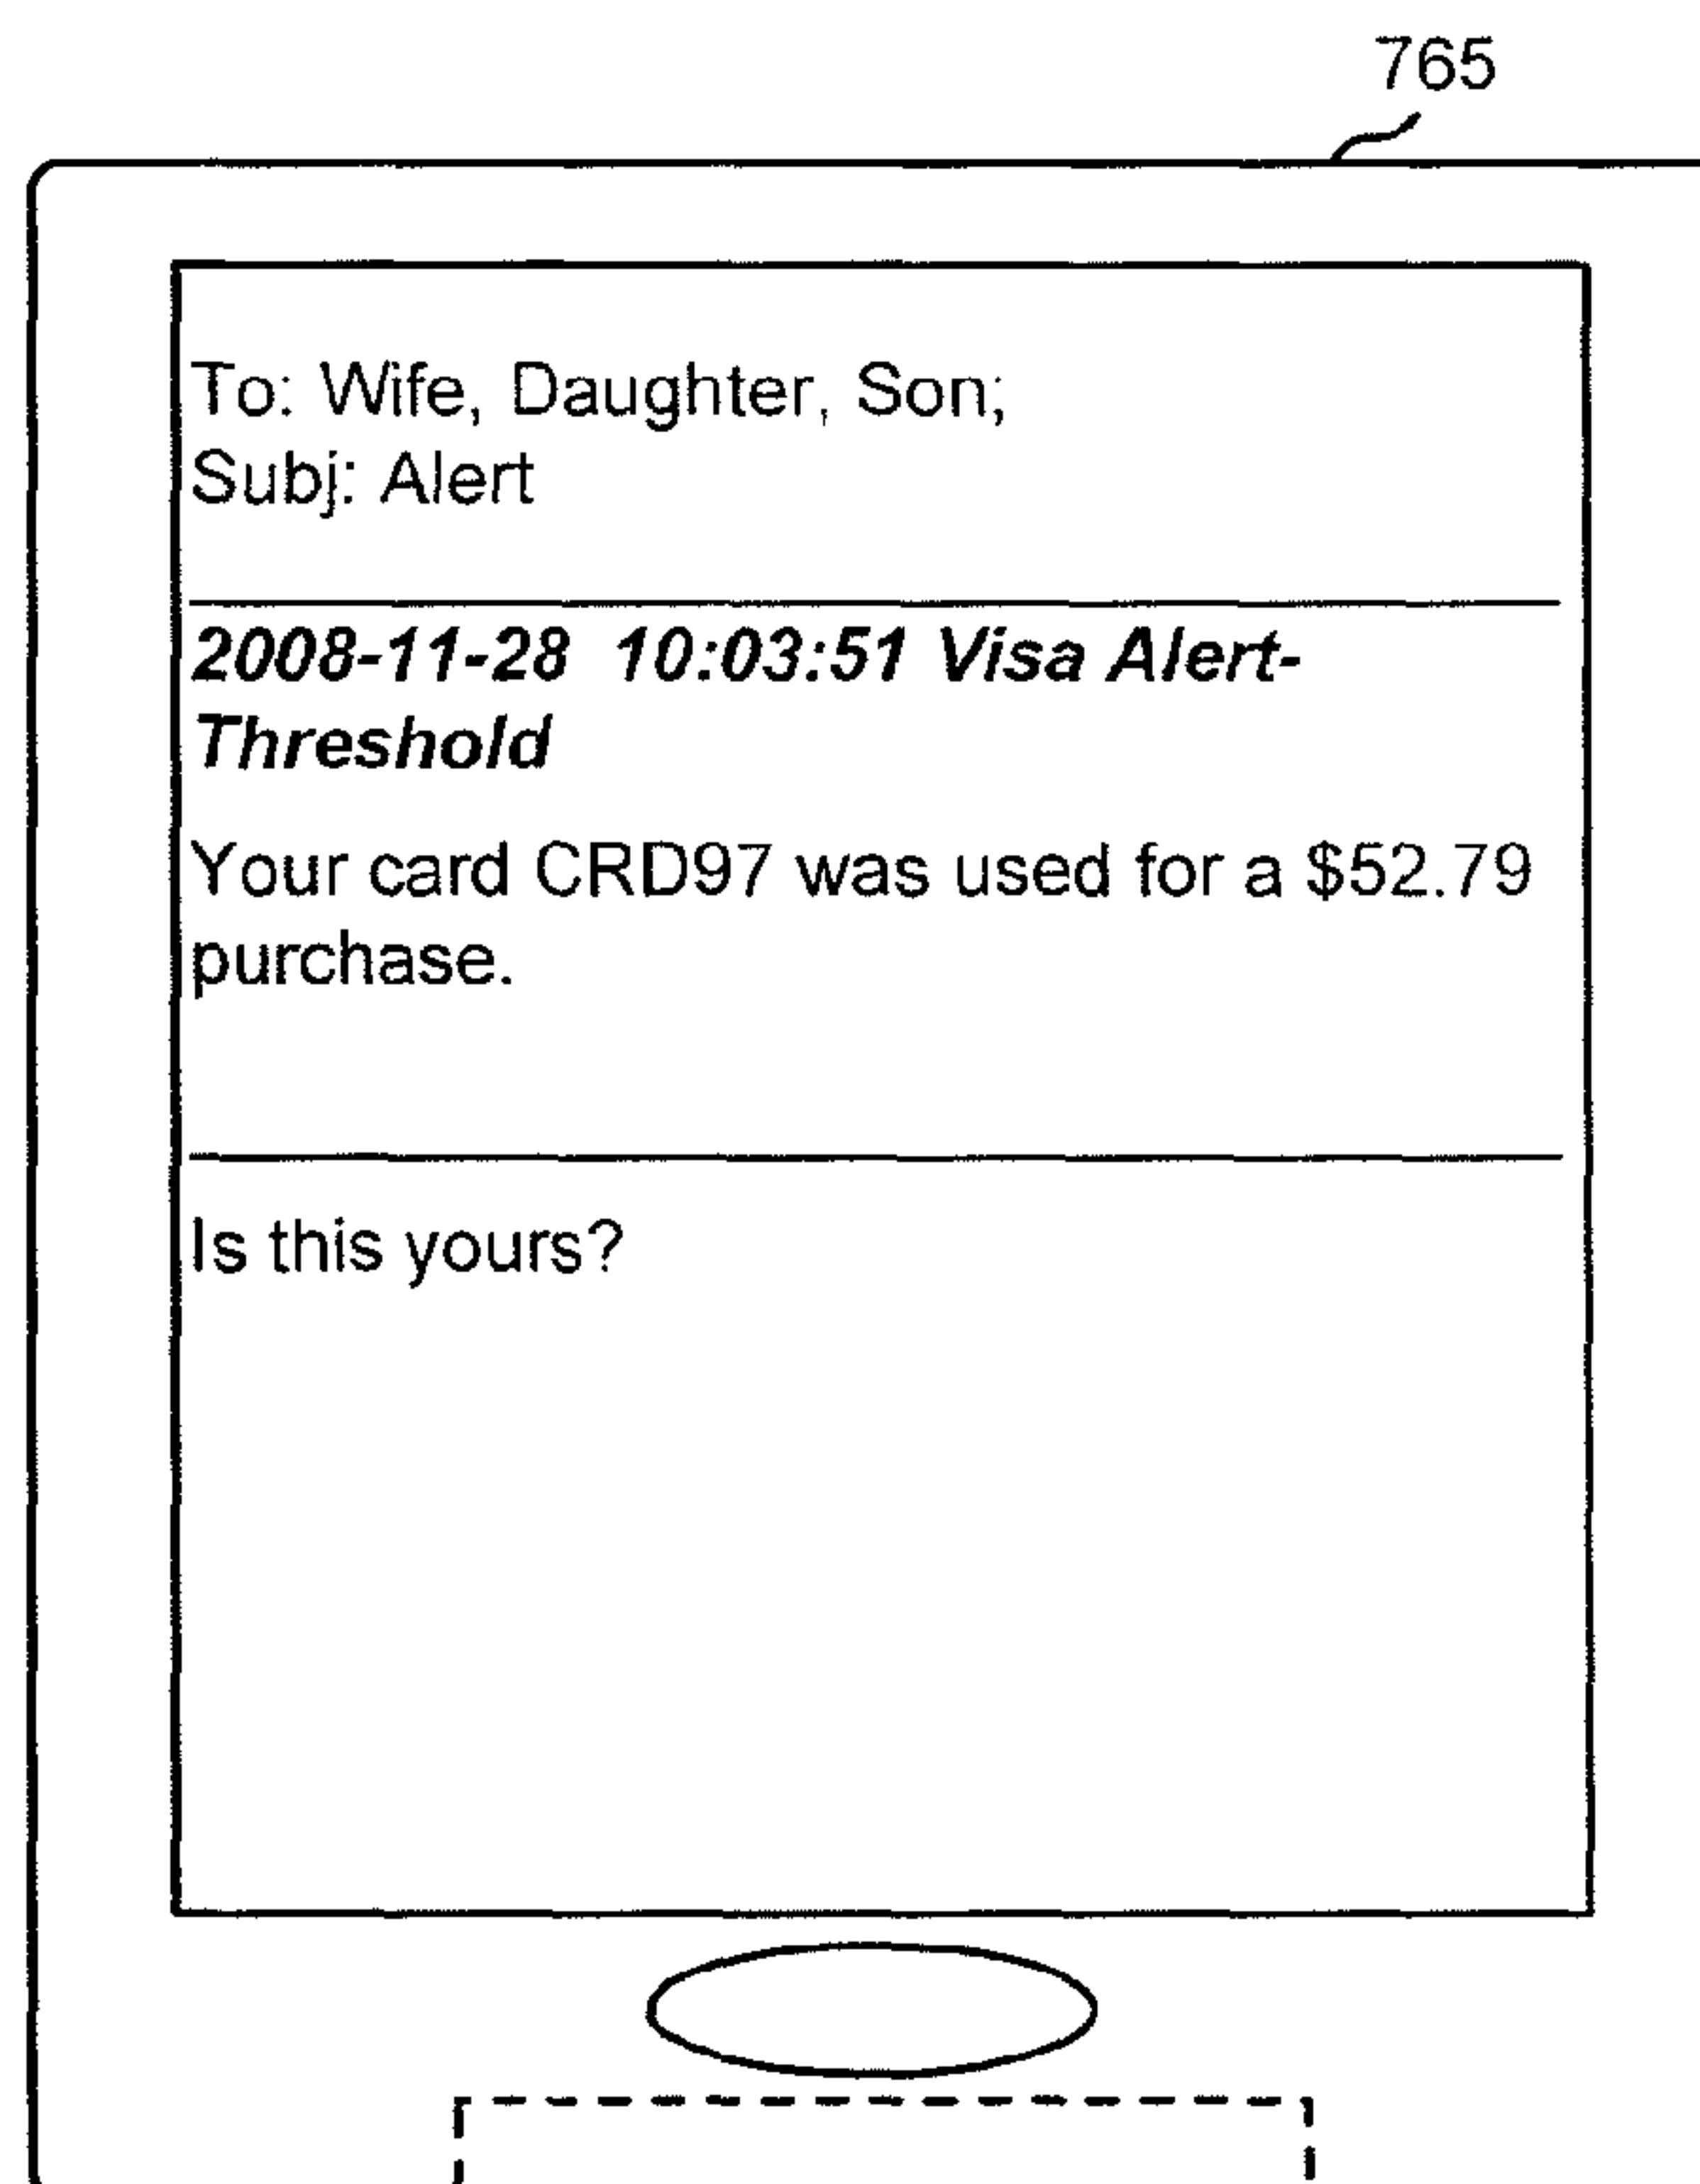 765
To: Wife, Daughter, Son;
Subj: Alert
2008-11-28  10:03:51 Visa Alert-
Threshold
Your card CRD97 was used for a $52.79
purchase.
Is this yours?